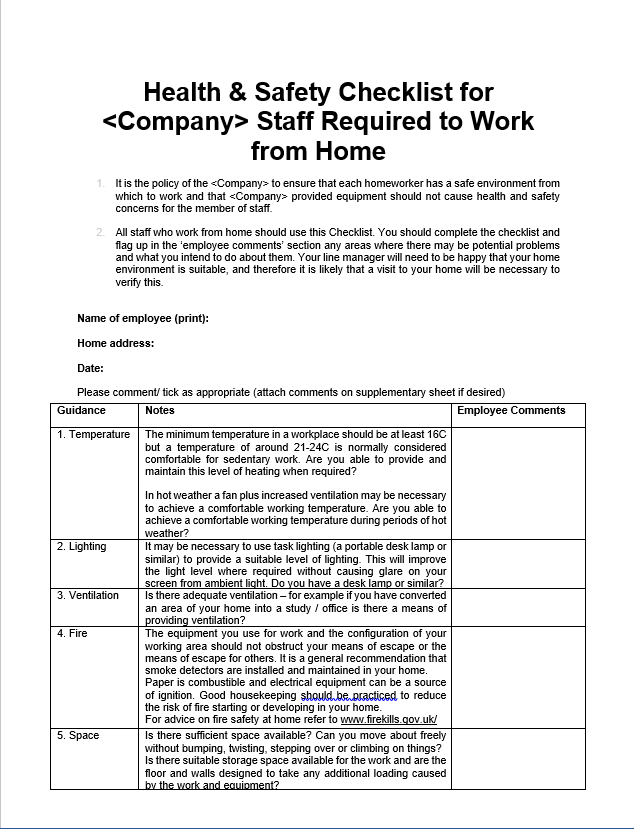 Health & Safety Checklist for
<Company> Staff Required to Work
from Home
1. It is the policy of the <Company> to ensure that each homeworker has a safe environment from
which to work and that <Company> provided equipment should not cause health and safety
concerns for the member of staff.
2. All staff who work from home should use this Checklist. You should complete the checklist and
flag up in the ‘employee comments’ section any areas where there may be potential problems
and what you intend to do about them. Your line manager will need to be happy that your home
environment is suitable, and therefore it is likely that a visit to your home will be necessary to
verify this.
Name of employee (print):
Home address:
Date:
Please comment/ tick as appropriate (attach comments on supplementary sheet if desired)
Guidance Notes Employee Comments
1. Temperature The minimum temperature in a workplace should be at least 16C
but a temperature of around 21-24C is normally considered
comfortable for sedentary work. Are you able to provide and
maintain this level of heating when required?
In hot weather a fan plus increased ventilation may be necessary
to achieve a comfortable working temperature. Are you able to
achieve a comfortable working temperature during periods of hot
weather?
2. Lighting It may be necessary to use task lighting (a portable desk lamp or
similar) to provide a suitable level of lighting. This will improve
the light level where required without causing glare on your
screen from ambient light. Do you have a desk lamp or similar?
3. Ventilation Is there adequate ventilation – for example if you have converted
an area of your home into a study / office is there a means of
providing ventilation?
4. Fire The equipment you use for work and the configuration of your
working area should not obstruct your means of escape or the
means of escape for others. It is a general recommendation that
smoke detectors are installed and maintained in your home.
Paper is combustible and electrical equipment can be a source
of ignition. Good housekeeping should be practiced to reduce
the risk of fire starting or developing in your home.
For advice on fire safety at home refer to www.firekills.gov.uk/
5. Space Is there sufficient space available? Can you move about freely
without bumping, twisting, stepping over or climbing on things?
Is there suitable storage space available for the work and are the
floor and walls designed to take any additional loading caused
by the work and equipment?